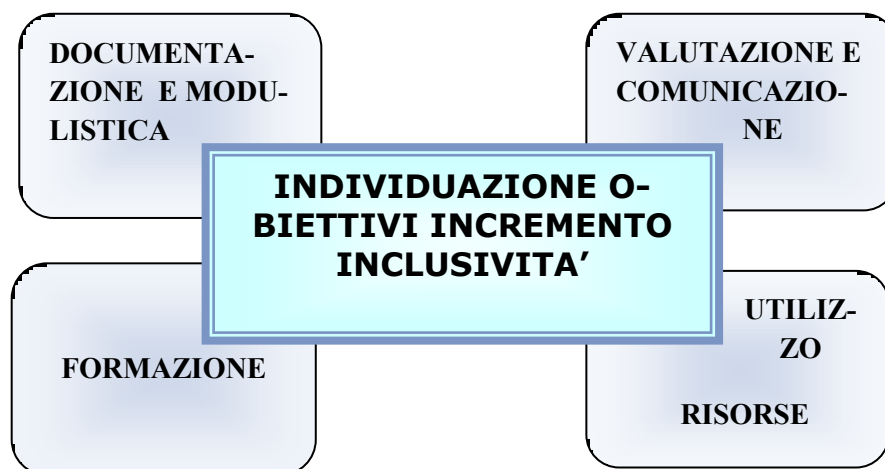 DOCUMENTA-
ZIONE E MODU-
LISTICA
VALUTAZIONE E
COMUNICAZIO-
NE
INDIVIDUAZIONE O-
BIETTIVI INCREMENTO
INCLUSIVITA’
FORMAZIONE
UTILIZ-
ZO
RISORSE